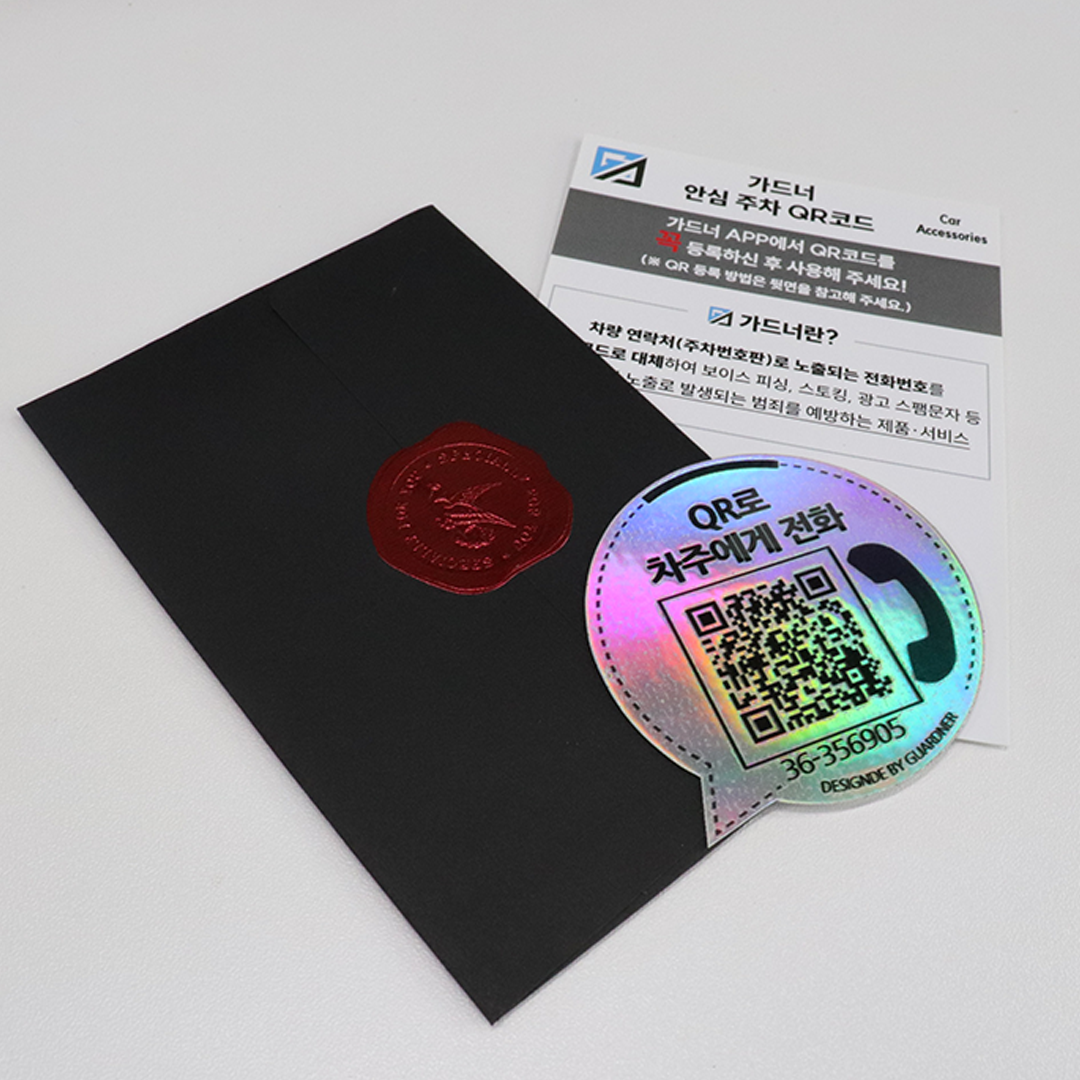 가드너
안심 주차 QR코드
Car
Accessories
가드너 APP에서 QR코드를
꼭 등록하신 후 사용해 주세요!
(※ QR 등록 방법은 뒷면을 참고해 주세요.)
가드너란?
차량 연락처(주차번호판)로 노출되는 전화번호를
대체하여 보이스 피싱, 스토킹, 광고 스팸문자 등
노출로 발생되는 범죄를 예방하는 제품·서비스
SPECIALLY FOR YOU • SPECIALLY FOR YOU •
QR로
차주에게 전화
36-356905
DESIGNDE BY GUARDNER